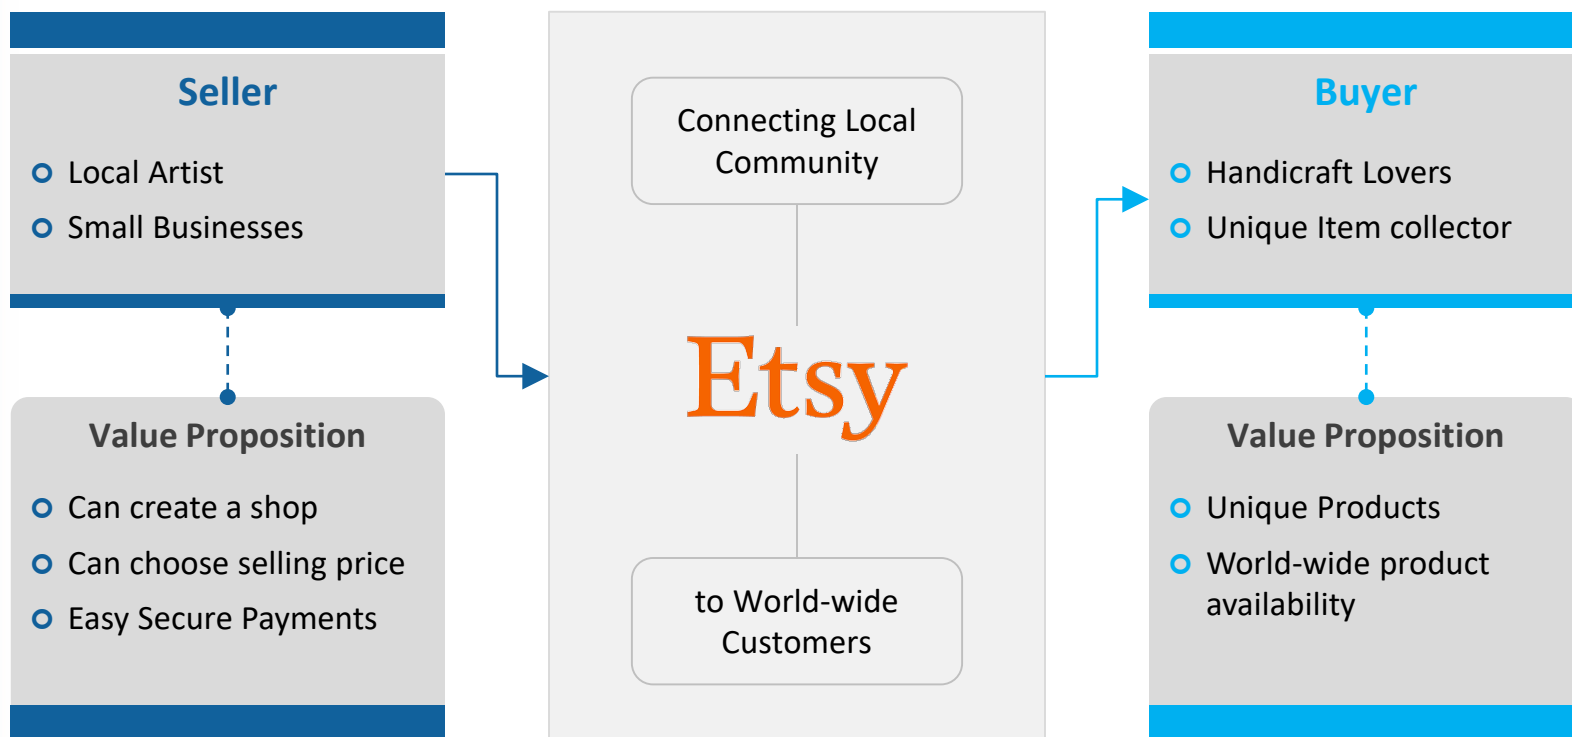 Seller
Local Artist
Small Businesses
Value Proposition
Can create a shop
Can choose selling price
Easy Secure Payments
Connecting Local
Community
Etsy
to World-wide
Customers
Buyer
Handicraft Lovers
Unique Item collector
Value Proposition
Unique Products
World-wide product
availability